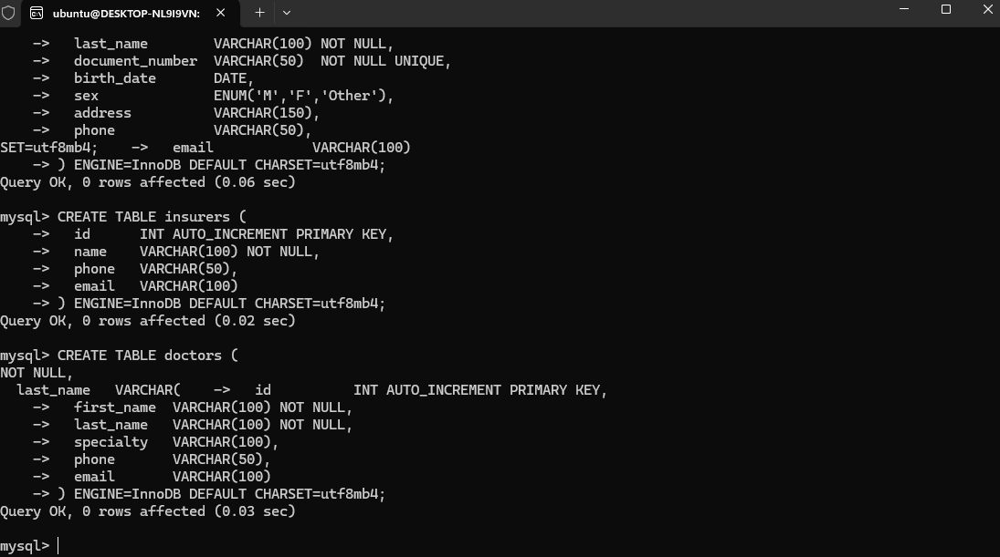 ubuntu@DESKTOP-NL9I9VN:
    ->   last_name        VARCHAR(100) NOT NULL,
    ->   document_number  VARCHAR(50)  NOT NULL UNIQUE,
    ->   birth_date       DATE,
    ->   sex              ENUM('M','F','Other'),
    ->   address          VARCHAR(150),
    ->   phone            VARCHAR(50),
SET=utf8mb4;    ->   email            VARCHAR(100)
    -> ) ENGINE=InnoDB DEFAULT CHARSET=utf8mb4;
Query OK, 0 rows affected (0.06 sec)

mysql> CREATE TABLE insurers (
    ->   id      INT AUTO_INCREMENT PRIMARY KEY,
    ->   name    VARCHAR(100) NOT NULL,
    ->   phone   VARCHAR(50),
    ->   email   VARCHAR(100)
    -> ) ENGINE=InnoDB DEFAULT CHARSET=utf8mb4;
Query OK, 0 rows affected (0.02 sec)

mysql> CREATE TABLE doctors (
NOT NULL,
  last_name   VARCHAR(    ->   id          INT AUTO_INCREMENT PRIMARY KEY,
    ->   first_name  VARCHAR(100) NOT NULL,
    ->   last_name   VARCHAR(100) NOT NULL,
    ->   specialty   VARCHAR(100),
    ->   phone       VARCHAR(50),
    ->   email       VARCHAR(100)
    -> ) ENGINE=InnoDB DEFAULT CHARSET=utf8mb4;
Query OK, 0 rows affected (0.03 sec)

mysql>